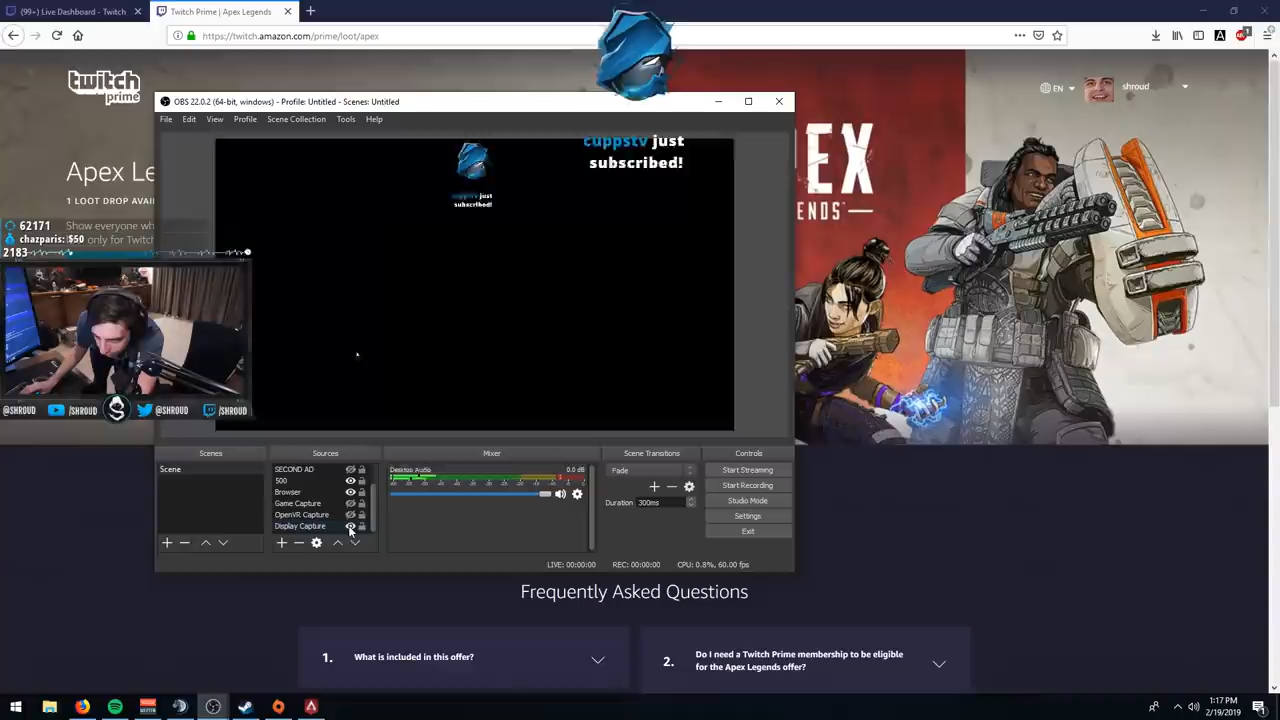 (99+) Live Dashboard - Twitch
Twitch Prime | Apex Legends
https://twitch.amazon.com/prime/loot/apex
twitch
prime
EN
shroud
OBS 22.0.2 (64-bit, windows) - Profile: Untitled - Scenes: Untitled
File Edit View Profile Scene Collection Tools Help
cuppstv just
subscribed!
cuppstv just
subscribed!
Apex Le
1 LOOT DROP AVAI
62171
Show everyone wh
chazparis: $50
only for Twitch
2183
@SHROUD /SHROUD @SHROUD /SHROUD
Scenes
Scene
Sources
SECOND AD
500
Browser
Game Capture
OpenVR Capture
Display Capture
Mixer
Desktop Audio 0.0 dB
Scene Transitions
Fade
Duration 300ms
Controls
Start Streaming
Start Recording
Studio Mode
Settings
Exit
LIVE: 00:00:00 REC: 00:00:00 CPU: 0.8%, 60.00 fps
PEX
ENDS
Frequently Asked Questions
1. What is included in this offer?
2. Do I need a Twitch Prime membership to be eligible
for the Apex Legends offer?
1:17 PM
2/19/2019